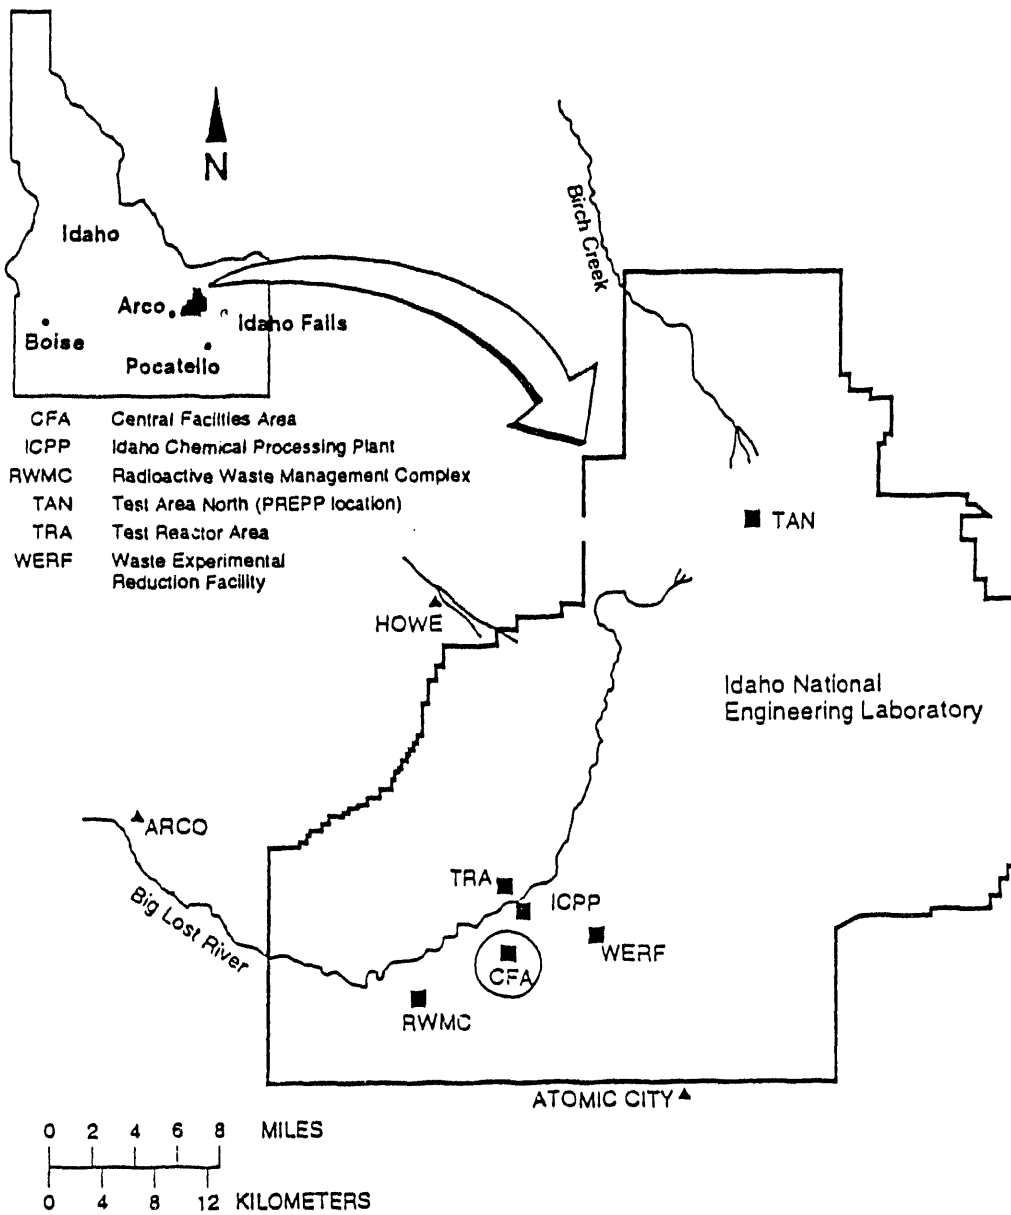 N
Idaho
Arco
Idaho Falls
Boise
Pocatello
Birch Creek
CFA Central Facilities Area
ICPP Idaho Chemical Processing Plant
RWMC Radioactive Waste Management Complex
TAN Test Area North (PREPP location)
TRA Test Reactor Area
WERF Waste Experimental
Reduction Facility
TAN
HOWE
Idaho National
Engineering Laboratory
ARCO
Big Lost River
TRA
ICPP
WERF
CFA
RWMC
ATOMIC CITY
0 2 4 6 8 MILES
0 4 8 12 KILOMETERS